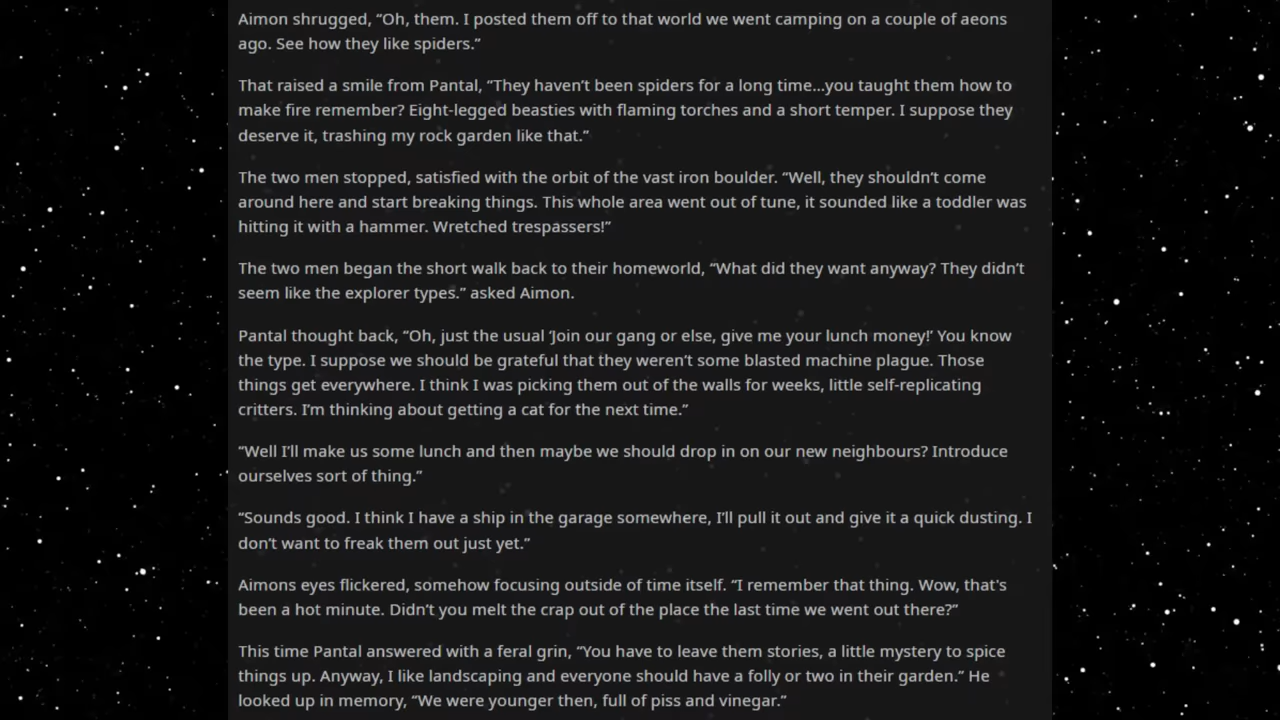 Aimon shrugged, “Oh, them. I posted them off to that world we went camping on a couple of aeons
ago. See how they like spiders.”
That raised a smile from Pantal, “They haven’t been spiders for a long time...you taught them how to
make fire remember? Eight-legged beasties with flaming torches and a short temper. I suppose they
deserve it, trashing my rock garden like that.”
The two men stopped, satisfied with the orbit of the vast iron boulder. “Well, they shouldn’t come
around here and start breaking things. This whole area went out of tune, it sounded like a toddler was
hitting it with a hammer. Wretched trespassers!”
The two men began the short walk back to their homeworld, “What did they want anyway? They didn’t
seem like the explorer types.” asked Aimon.
Pantal thought back, “Oh, just the usual ‘Join our gang or else, give me your lunch money!’ You know
the type. I suppose we should be grateful that they weren’t some blasted machine plague. Those
things get everywhere. I think I was picking them out of the walls for weeks, little self-replicating
critters. I’m thinking about getting a cat for the next time.”
“Well I’ll make us some lunch and then maybe we should drop in on our new neighbours? Introduce
ourselves sort of thing.”
“Sounds good. I think I have a ship in the garage somewhere, I’ll pull it out and give it a quick dusting. I
don’t want to freak them out just yet.”
Aimons eyes flickered, somehow focusing outside of time itself. “I remember that thing. Wow, that's
been a hot minute. Didn’t you melt the crap out of the place the last time we went out there?”
This time Pantal answered with a feral grin, “You have to leave them stories, a little mystery to spice
things up. Anyway, I like landscaping and everyone should have a folly or two in their garden.” He
looked up in memory, “We were younger then, full of piss and vinegar.”